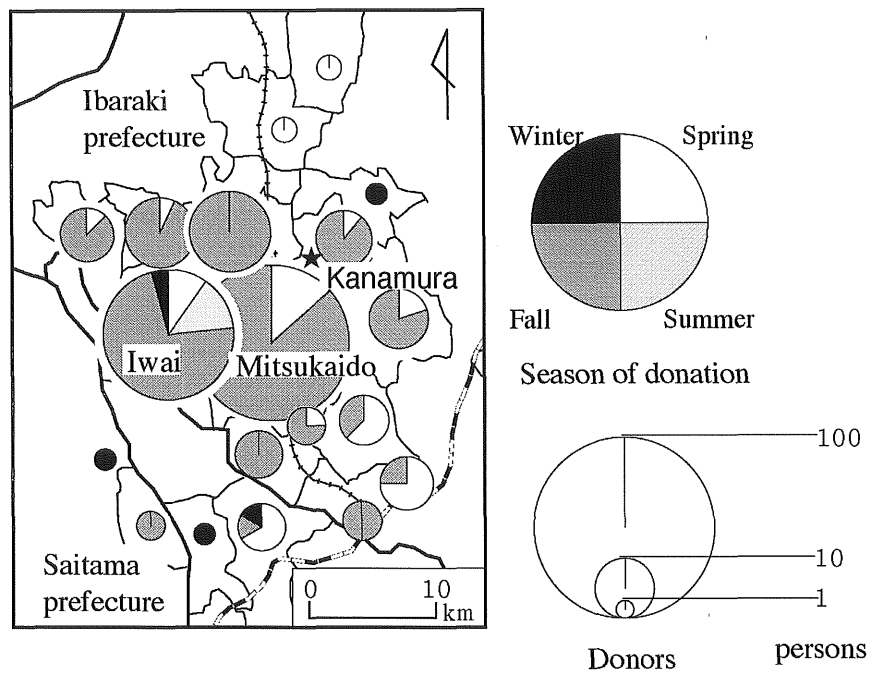 Ibaraki
prefecture
Kanamura
Iwai
Mitsukaido
Saitama
prefecture
0 10
km
Winter Spring
Fall Summer
Season of donation
100
10
1
Donors persons